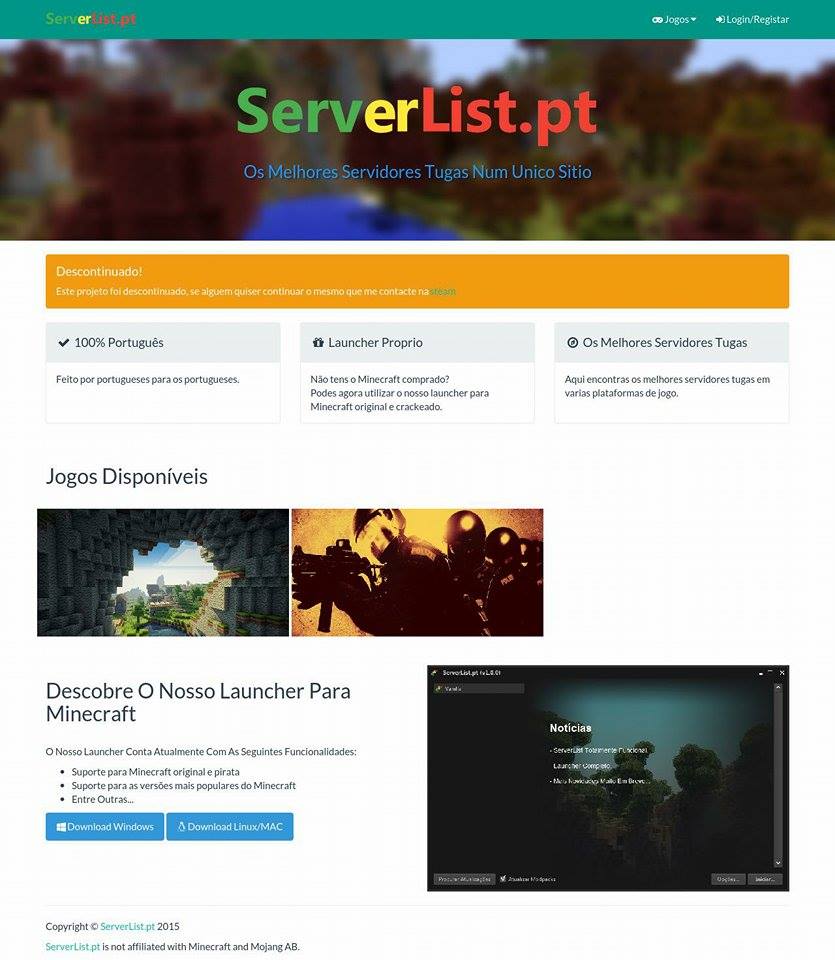 ServerList.pt
Jogos
Login/Registar
ServerList.pt
Os Melhores Servidores Tugas Num Unico Sitio
Descontinuado!
Este projeto foi descontinuado, se alguem quiser continuar o mesmo que me contacte na steam
100% Português
Feito por portugueses para os portugueses.
Launcher Proprio
Não tens o Minecraft comprado?
Podes agora utilizar o nosso launcher para
Minecraft original e crackeado.
Os Melhores Servidores Tugas
Aqui encontras os melhores servidores tugas em
varias plataformas de jogo.
Jogos Disponíveis
Descobre O Nosso Launcher Para
Minecraft
O Nosso Launcher Conta Atualmente Com As Seguintes Funcionalidades:
Suporte para Minecraft original e pirata
Suporte para as versões mais populares do Minecraft
Entre Outras...
Download Windows
Download Linux/MAC
ServerList.pt (v1.0.0)
Vanilla
Notícias
- ServerList Totalmente Funcional.
- Launcher Completo.
- Mais Novidades Muito Em Breve...
Procurar Atualizações
Atualizar Modpacks
Opções...
Iniciar...
Copyright © ServerList.pt 2015
ServerList.pt is not affiliated with Minecraft and Mojang AB.